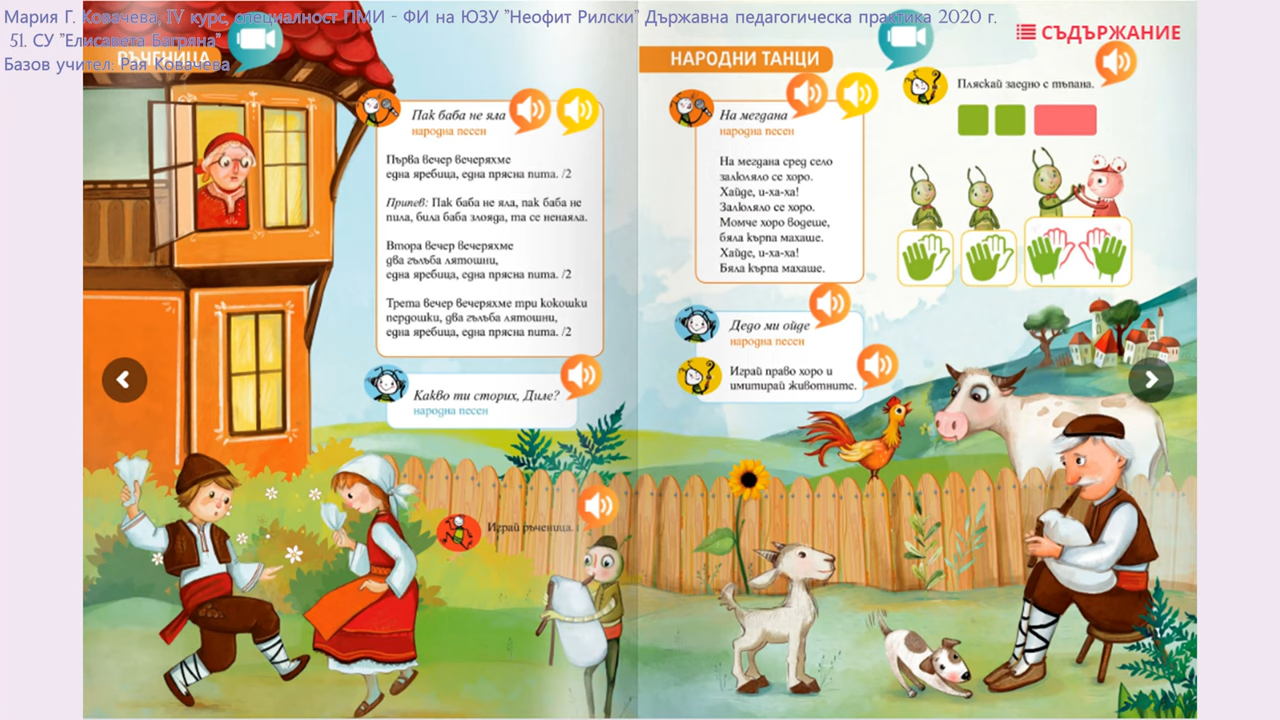 Мария Г. Ковачева, IV курс, специалност ПМИ - ФИ на ЮЗУ "Неофит Рилски" Държавна педагогическа практика 2020 г.
51. СУ "Елисавета Багряна"
Базов учител: Рая Ковачева
РЪЧЕНИЦА
Пак баба не яла
народна песен
Първа вечер вечеряхме
една яребица, една прясна пита. /2
Припев: Пак баба не яла, пак баба не
пила, била баба злояда, та се ненаяла.
Втора вечер вечеряхме
два гълъба лятошни,
една яребица, една прясна пита. /2
Трета вечер вечеряхме три кокошки
пердошки, два гълъба лятошни,
една яребица, една прясна пита. /2
Какво ти сторих, Диле?
народна песен
Играй ръченица.
СЪДЪРЖАНИЕ
НАРОДНИ ТАНЦИ
На мегдана
народна песен
На мегдана сред село
залюляло се хоро.
Хайде, и-ха-ха!
Залюляло се хоро.
Момче хоро водеше,
бяла кърпа махаше.
Хайде, и-ха-ха!
Бяла кърпа махаше.
Пляскай заедно с тъпана.
Дедо ми ойде
народна песен
Играй право хоро и
имитирай животните.